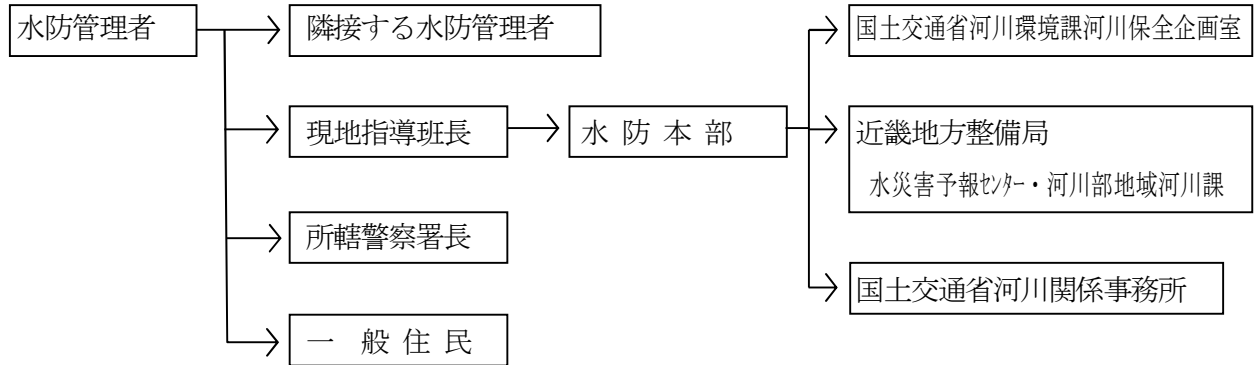 水防管理者
隣接する水防管理者
国土交通省河川環境課河川保全企画室
現地指導班長
水 防 本 部
近畿地方整備局
水災害予報ｾﾝﾀｰ・河川部地域河川課
所轄警察署長
国土交通省河川関係事務所
一 般 住 民